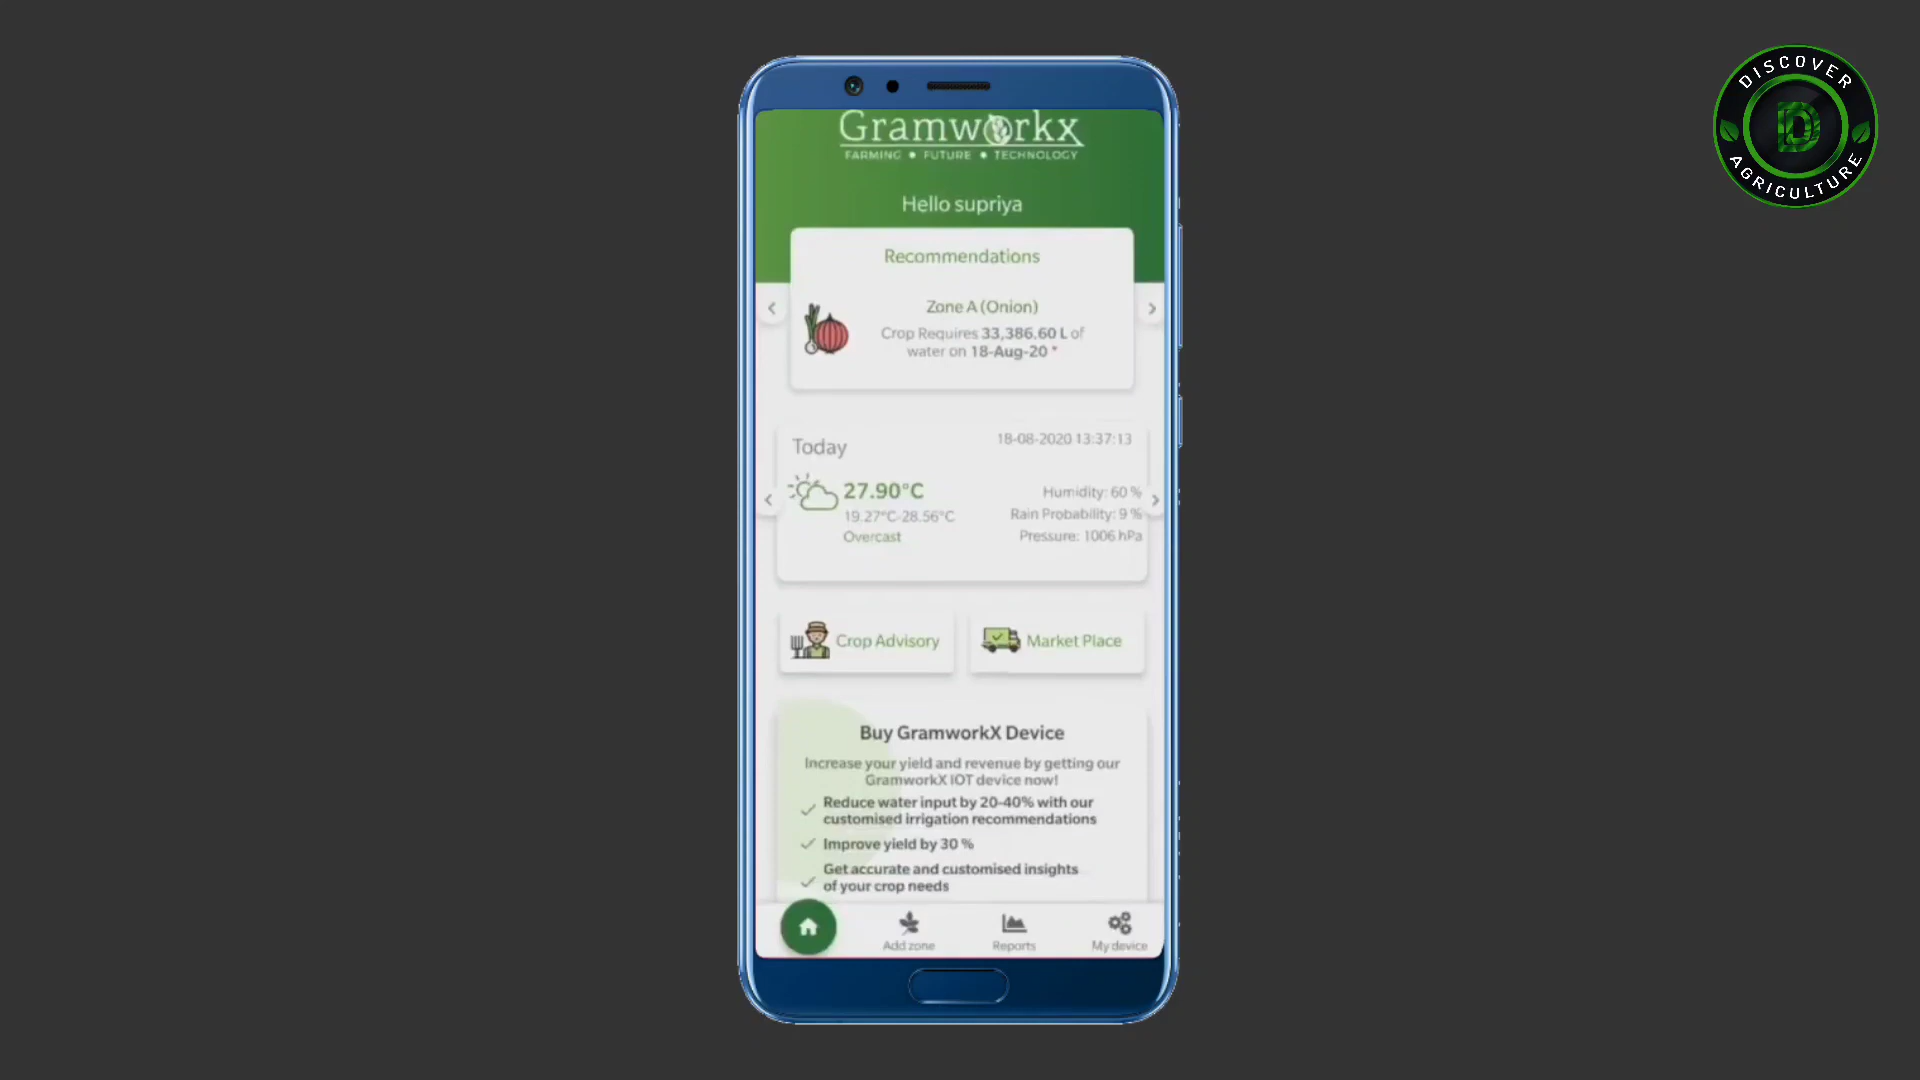 DISCOVER
D
AGRICULTURE
Gramworkx
FARMING • FUTURE • TECHNOLOGY
Hello supriya
Recommendations
Zone A (Onion)
Crop Requires 33,386.60 L of
water on 18-Aug-20 *
Today
18-08-2020 13:37:13
27.90°C
19.27°C-28.56°C
Overcast
Humidity: 60 %
Rain Probability: 9 %
Pressure: 1006 hPa
Crop Advisory
Market Place
Buy GramworkX Device
Increase your yield and revenue by getting our
GramworkX IOT device now!
Reduce water input by 20-40% with our
customised irrigation recommendations
Improve yield by 30 %
Get accurate and customised insights
of your crop needs
Add zone
Reports
My device